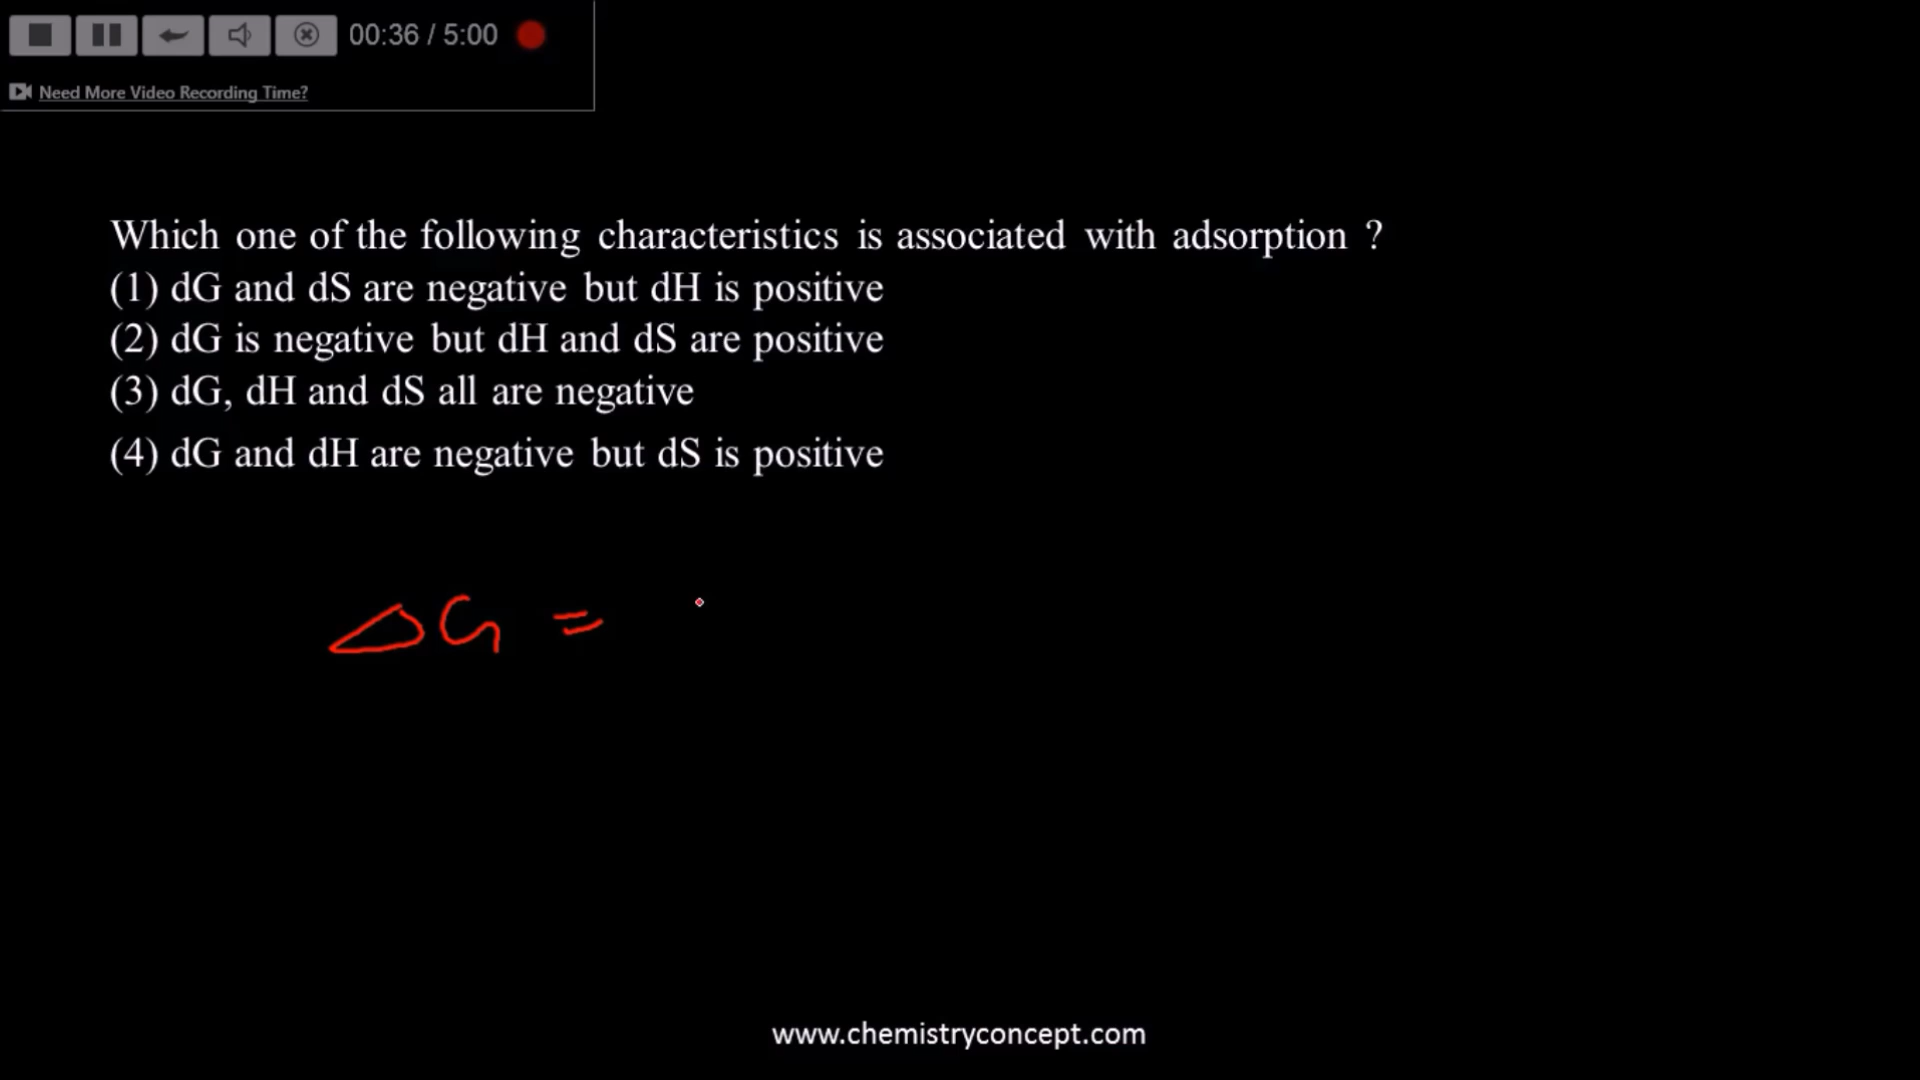 00:36 / 5:00
Need More Video Recording Time?
Which one of the following characteristics is associated with adsorption ?
(1) dG and dS are negative but dH is positive
(2) dG is negative but dH and dS are positive
(3) dG, dH and dS all are negative
(4) dG and dH are negative but dS is positive
ΔG =
www.chemistryconcept.com